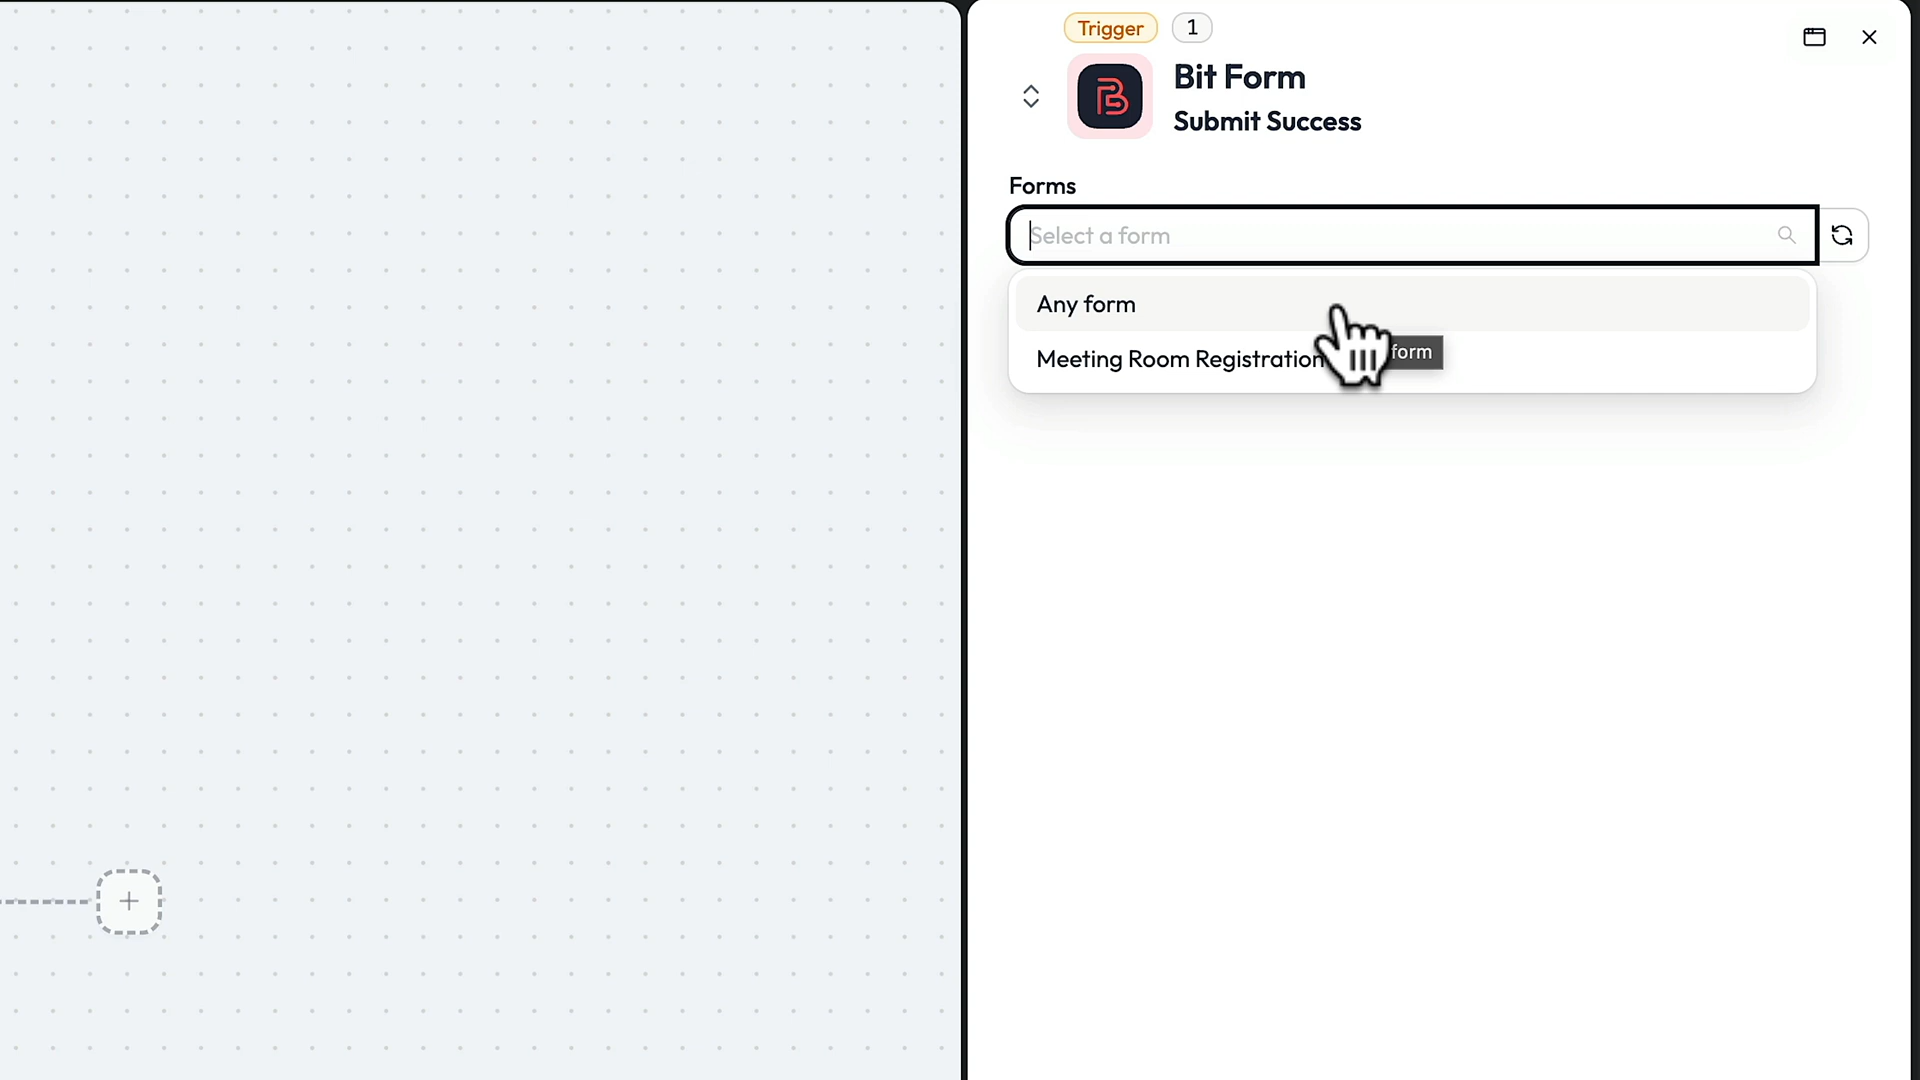 Trigger 1
Bit Form
Submit Success
Forms
Select a form
Any form
Meeting Room Registration
form